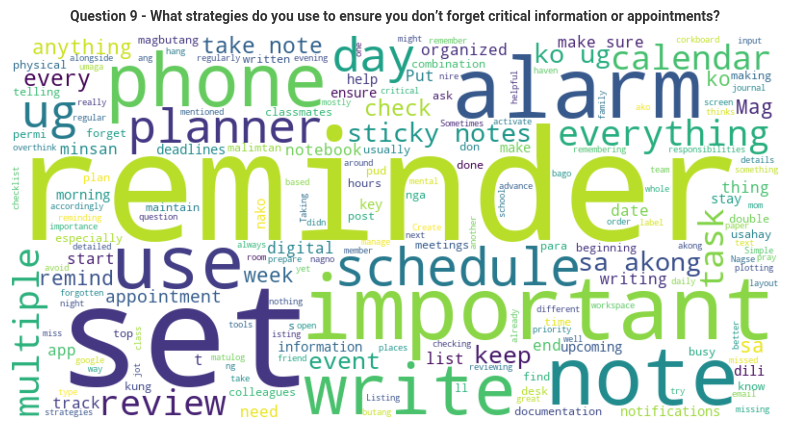 Question 9 - What strategies do you use to ensure you don’t forget critical information or appointments?
alongside ang magbutang hang regularly evening might remember corkboard input
anything take note day organized make sure
physical written combination ko ug calendar making
every phone help Put nire alarm haven journal
telling really mentioned ensure ask helpful family ko Mag
ug regular critical one check Sometimes activate ako screen thinks
permi forget planner classmates sticky notes everything
overthink minsan deadlines malimtan usually don make remembering responsibilities
umaga notebook done details something
checklist plan reminder around pud mental based bago team whole thing
accordingly maintain hours key advance school date stay mom
morning nako Taking post nga another order label double
reminding question didn paper
importance especially detailed always digital member manage Create meetings next para beginning akong usahay text
start room prepare nagno yet schedule sa akong task Nagse Simple pray
avoid remind use week writing daily plotting
multiple forgotten appointment nothing important different workspace layout
night set tools s open already time better
miss top class isting information checking priority well sa yellow
app t matulog places end upcoming busy missed
google jot ng friend event list keep find dili
way kung take Listing reviewing note try know
type track review colleagues write ll desk email
strategies need butang great documentation notifications missing